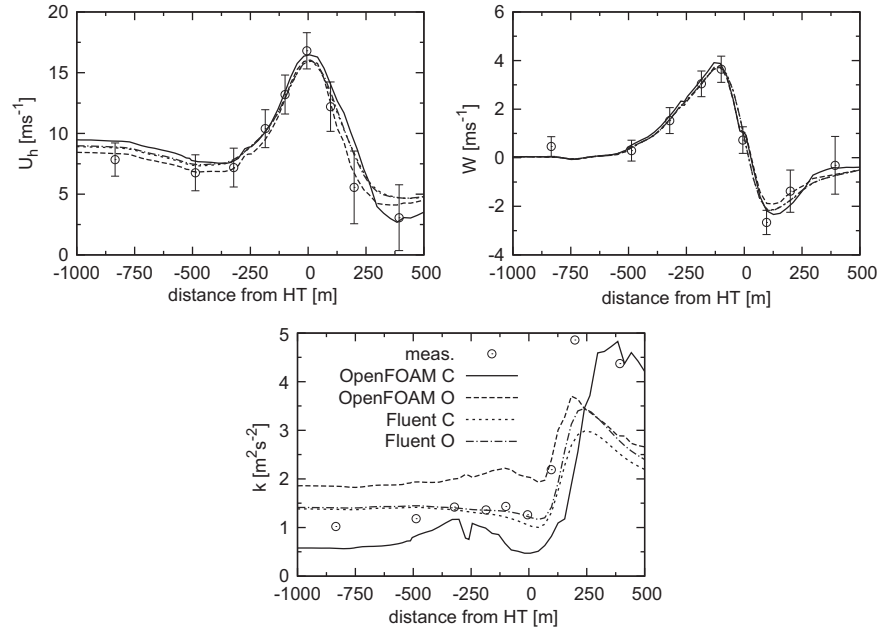 20
15
10
5
0
U_h [ms^-1]
-1000 -750 -500 -250 0 250 500
distance from HT [m]
6
4
2
0
-2
-4
W [ms^-1]
-1000 -750 -500 -250 0 250 500
distance from HT [m]
5
4
3
2
1
0
k [m^2s^-2]
meas.
OpenFOAM C
OpenFOAM O
Fluent C
Fluent O
-1000 -750 -500 -250 0 250 500
distance from HT [m]